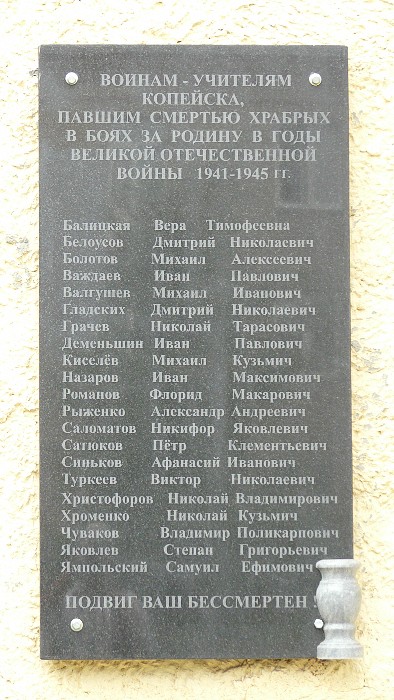 ВОИНАМ - УЧИТЕЛЯМ
КОПЕЙСКА,
ПАВШИМ СМЕРТЬЮ ХРАБРЫХ
В БОЯХ ЗА РОДИНУ В ГОДЫ
ВЕЛИКОЙ ОТЕЧЕСТВЕННОЙ
ВОЙНЫ 1941-1945 ГГ.
Балицкая Вера Тимофеевна
Белоусов Дмитрий Николаевич
Болотов Михаил Алексеевич
Важдаев Иван Павлович
Валгушев Михаил Иванович
Гладских Дмитрий Николаевич
Грачев Николай Тарасович
Деменьшин Иван Павлович
Киселёв Михаил Кузьмич
Назаров Иван Максимович
Романов Флорид Макарович
Рыженко Александр Андреевич
Саломатов Никифор Яковлевич
Сатюков Пётр Клементьевич
Синьков Афанасий Иванович
Туркеев Виктор Николаевич
Христофоров Николай Владимирович
Хроменко Николай Кузьмич
Чуваков Владимир Поликарпович
Яковлев Степан Григорьевич
Ямпольский Самуил Ефимович
ПОДВИГ ВАШ БЕССМЕРТЕН